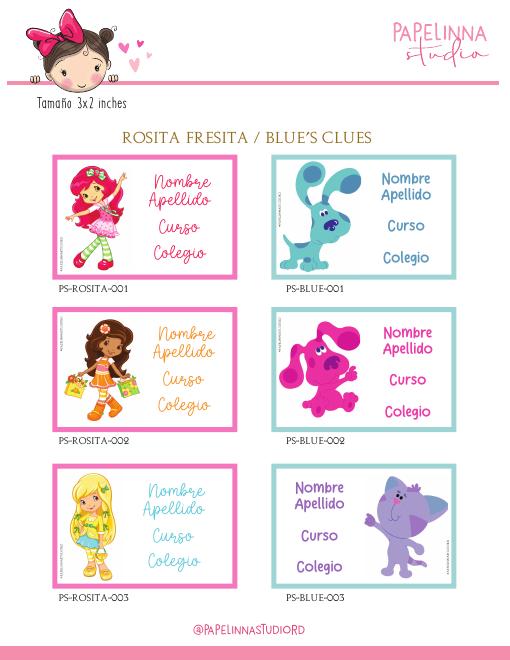 PAPELINNA
studio
Tamaño 3x2 inches
ROSITA FRESITA / BLUE'S CLUES
Nombre
Apellido
Curso
Colegio
PS-ROSITA-001
Nombre
Apellido
Curso
Colegio
PS-BLUE-001
Nombre
Apellido
Curso
Colegio
PS-ROSITA-002
Nombre
Apellido
Curso
Colegio
PS-BLUE-002
Nombre
Apellido
Curso
Colegio
PS-ROSITA-003
Nombre
Apellido
Curso
Colegio
PS-BLUE-003
@PAPELINNASTUDIORD